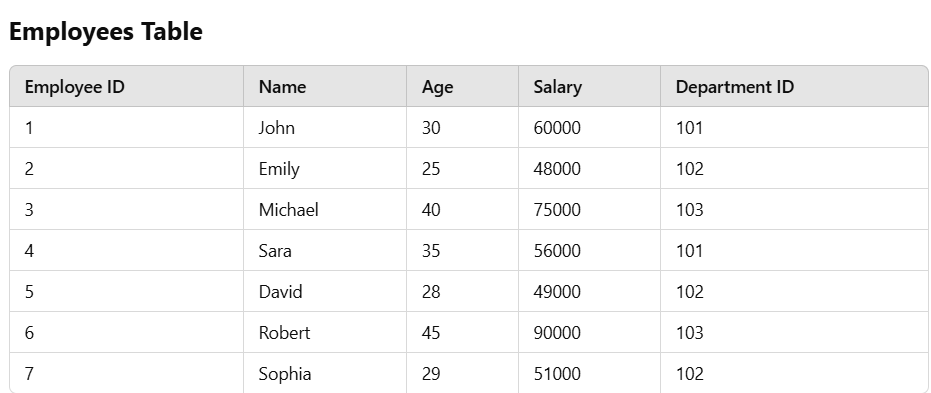 Employees Table
Employee ID Name Age Salary Department ID
1 John 30 60000 101
2 Emily 25 48000 102
3 Michael 40 75000 103
4 Sara 35 56000 101
5 David 28 49000 102
6 Robert 45 90000 103
7 Sophia 29 51000 102